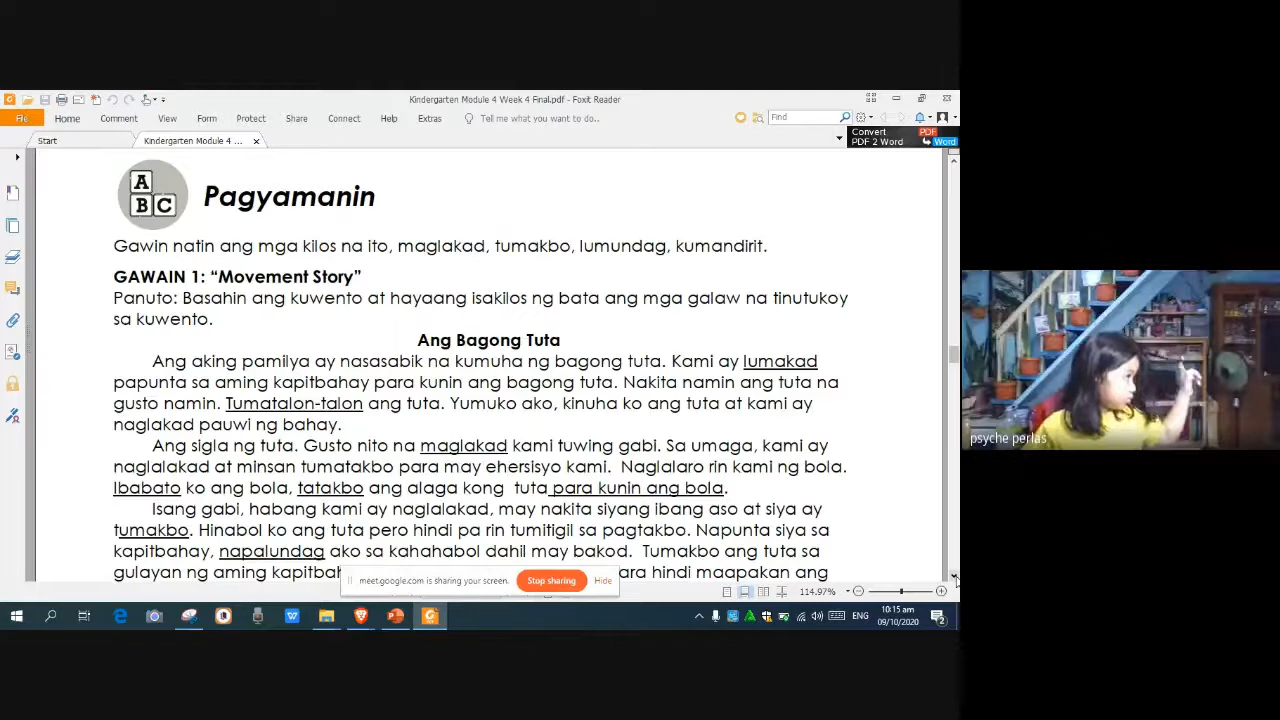 Kindergarten Module 4 Week 4 Final.pdf - Foxit Reader
File Home Comment View Form Protect Share Connect Help Extras Tell me what you want to do.. Find
Start Kindergarten Module 4 ... Convert PDF
PDF 2 Word Word
A B C
Pagyamanin
Gawin natin ang mga kilos na ito, maglakad, tumakbo, lumundag, kumandirit.
GAWAIN 1: “Movement Story”
Panuto: Basahin ang kuwento at hayaang isakilos ng bata ang mga galaw na tinutukoy
sa kuwento.
Ang Bagong Tuta
Ang aking pamilya ay nasasabik na kumuha ng bagong tuta. Kami ay lumakad
papunta sa aming kapitbahay para kunin ang bagong tuta. Nakita namin ang tuta na
gusto namin. Tumatalon-talon ang tuta. Yumuko ako, kinuha ko ang tuta at kami ay
naglakad pauwi ng bahay.
Ang sigla ng tuta. Gusto nito na maglakad kami tuwing gabi. Sa umaga, kami ay
naglalakad at minsan tumatakbo para may ehersisyo kami. Naglalaro rin kami ng bola.
Ibabato ko ang bola, tatakbo ang alaga kong tuta para kunin ang bola.
Isang gabi, habang kami ay naglalakad, may nakita siyang ibang aso at siya ay
tumakbo. Hinabol ko ang tuta pero hindi pa rin tumitigil sa pagtakbo. Napunta siya sa
kapitbahay, napalundag ako sa kahahabol dahil may bakod. Tumakbo ang tuta sa
gulayan ng aming kapitbah ara hindi maapakan ang
meet.google.com is sharing your screen. Stop sharing Hide
114.97%
ENG 10:15 am
09/10/2020 2
psyche perlas